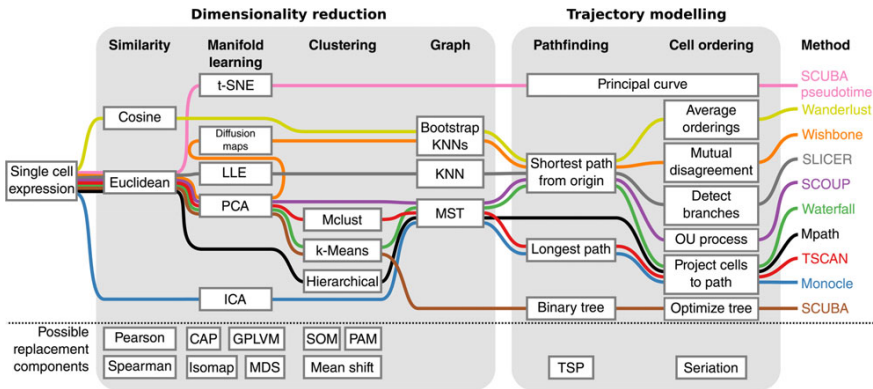 Dimensionality reduction
Trajectory modelling
Similarity
Manifold
learning
Clustering
Graph
Pathfinding
Cell ordering
Method
t-SNE
Principal curve
SCUBA
pseudotime
Cosine
Average
orderings
Wanderlust
Diffusion
maps
Bootstrap
KNNs
Mutual
disagreement
Wishbone
Single cell
expression
Euclidean
LLE
KNN
Shortest path
from origin
SLICER
PCA
Detect
branches
SCOUP
Mclust
MST
OU process
Waterfall
k-Means
Longest path
Mpath
Hierarchical
Project cells
to path
TSCAN
ICA
Monocle
Binary tree
Optimize tree
SCUBA
Possible
replacement
components
Pearson
CAP
GPLVM
SOM
PAM
Spearman
Isomap
MDS
Mean shift
TSP
Seriation